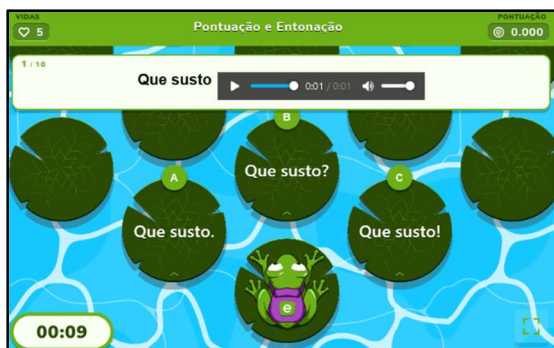 VIDAS
5
Pontuação e Entonação
PONTUAÇÃO
0.000
1 / 10
Que susto
0:01 / 0:01
B
Que susto?
A
Que susto.
C
Que susto!
e
00:09